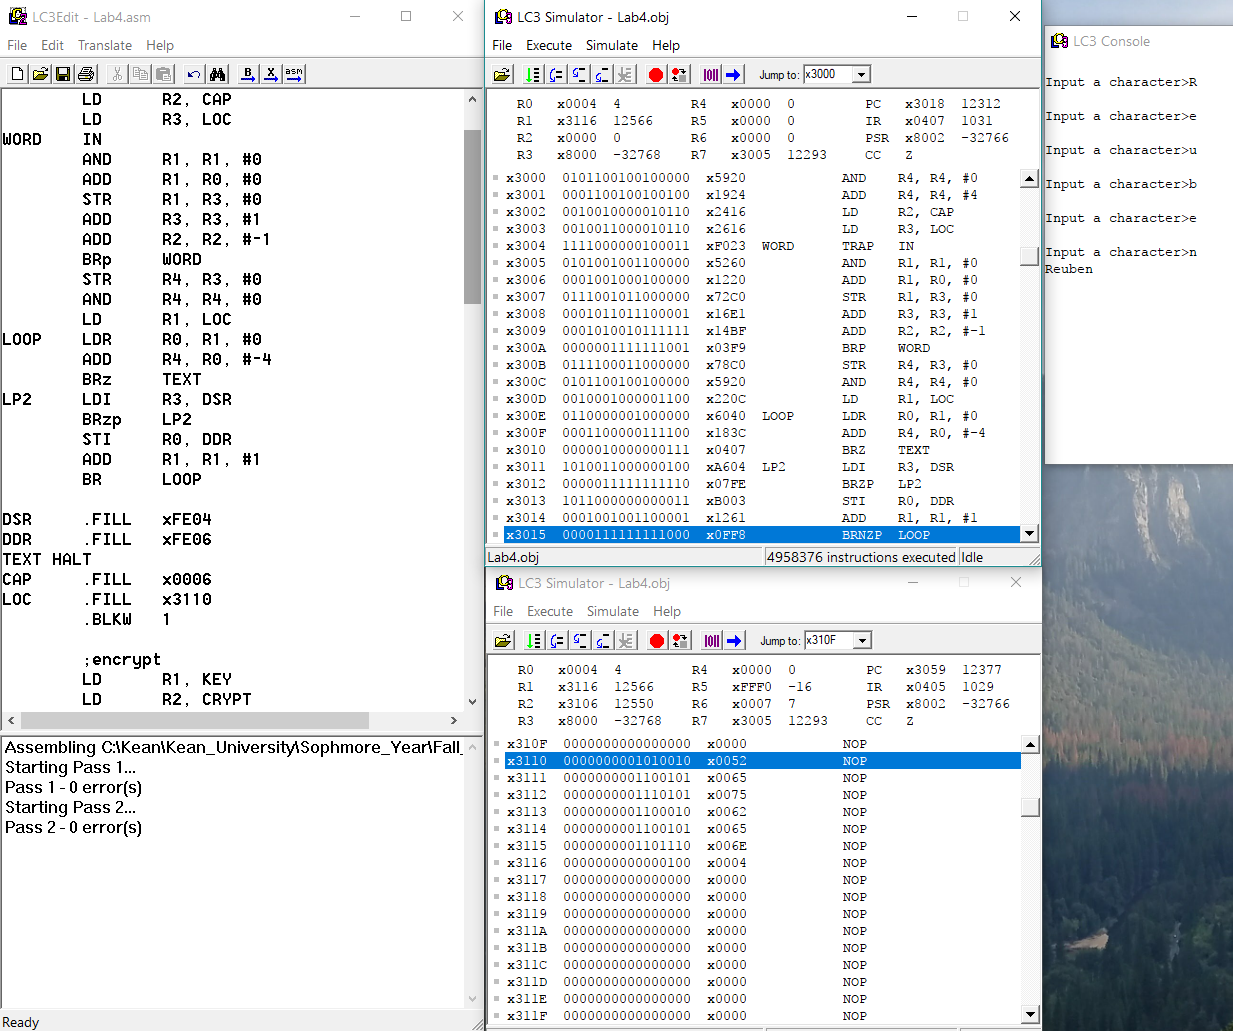 LC3Edit - Lab4.asm
File Edit Translate Help
B X asm
LD R2, CAP
LD R3, LOC
WORD IN
AND R1, R1, #0
ADD R1, R0, #0
STR R1, R3, #0
ADD R3, R3, #1
ADD R2, R2, #-1
BRp WORD
STR R4, R3, #0
AND R4, R4, #0
LD R1, LOC
LOOP LDR R0, R1, #0
ADD R4, R0, #-4
BRz TEXT
LP2 LDI R3, DSR
BRzp LP2
STI R0, DDR
ADD R1, R1, #1
BR LOOP
DSR .FILL xFE04
DDR .FILL xFE06
TEXT HALT
CAP .FILL x0006
LOC .FILL x3110
.BLKW 1
;encrypt
LD R1, KEY
LD R2, CRYPT
Assembling C:\Kean\Kean_University\Sophmore_Year\Fall_
Starting Pass 1...
Pass 1 - 0 error(s)
Starting Pass 2...
Pass 2 - 0 error(s)
Ready
LC3 Simulator - Lab4.obj
File Execute Simulate Help
Jump to: x3000
R0 x0004 4 R4 x0000 0 PC x3018 12312
R1 x3116 12566 R5 x0000 0 IR x0407 1031
R2 x0000 0 R6 x0000 0 PSR x8002 -32766
R3 x8000 -32768 R7 x3005 12293 CC Z
x3000 0101100100100000 x5920 AND R4, R4, #0
x3001 0001100100100100 x1924 ADD R4, R4, #4
x3002 0010010000010110 x2416 LD R2, CAP
x3003 0010011000010110 x2616 LD R3, LOC
x3004 1111000000100011 xF023 WORD TRAP IN
x3005 0101001001100000 x5260 AND R1, R1, #0
x3006 0001001000100000 x1220 ADD R1, R0, #0
x3007 0111001011000000 x72C0 STR R1, R3, #0
x3008 0001011011100001 x16E1 ADD R3, R3, #1
x3009 0001010010111111 x14BF ADD R2, R2, #-1
x300A 0000001111111001 x03F9 BRP WORD
x300B 0111100011000000 x78C0 STR R4, R3, #0
x300C 0101100100100000 x5920 AND R4, R4, #0
x300D 0010001000001100 x220C LD R1, LOC
x300E 0110000001000000 x6040 LOOP LDR R0, R1, #0
x300F 0001100000111100 x183C ADD R4, R0, #-4
x3010 0000010000000111 x0407 BRZ TEXT
x3011 1010011000000100 xA604 LP2 LDI R3, DSR
x3012 0000011111111110 x07FE BRZP LP2
x3013 1011000000000011 xB003 STI R0, DDR
x3014 0001001001100001 x1261 ADD R1, R1, #1
x3015 0000111111111000 x0FF8 BRNZP LOOP
Lab4.obj 4958376 instructions executed Idle
LC3 Simulator - Lab4.obj
File Execute Simulate Help
Jump to: x310F
R0 x0004 4 R4 x0000 0 PC x3059 12377
R1 x3116 12566 R5 xFFF0 -16 IR x0405 1029
R2 x3106 12550 R6 x0007 7 PSR x8002 -32766
R3 x8000 -32768 R7 x3005 12293 CC Z
x310F 0000000000000000 x0000 NOP
x3110 0000000001010010 x0052 NOP
x3111 0000000001100101 x0065 NOP
x3112 0000000001110101 x0075 NOP
x3113 0000000001100010 x0062 NOP
x3114 0000000001100101 x0065 NOP
x3115 0000000001101110 x006E NOP
x3116 0000000000000100 x0004 NOP
x3117 0000000000000000 x0000 NOP
x3118 0000000000000000 x0000 NOP
x3119 0000000000000000 x0000 NOP
x311A 0000000000000000 x0000 NOP
x311B 0000000000000000 x0000 NOP
x311C 0000000000000000 x0000 NOP
x311D 0000000000000000 x0000 NOP
x311E 0000000000000000 x0000 NOP
x311F 0000000000000000 x0000 NOP
LC3 Console
Input a character>R
Input a character>e
Input a character>u
Input a character>b
Input a character>e
Input a character>n
Reuben